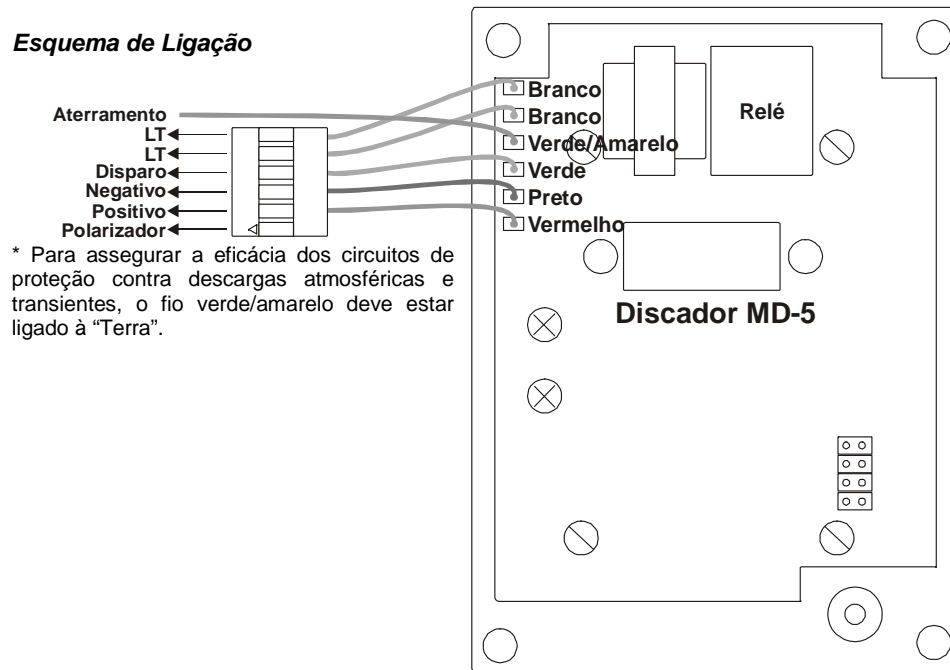 Esquema de Ligação
Aterramento
LT
LT
Disparo
Negativo
Positivo
Polarizador
* Para assegurar a eficácia dos circuitos de
proteção contra descargas atmosféricas e
transientes, o fio verde/amarelo deve estar
ligado à “Terra”.
Branco
Branco
Verde/Amarelo
Verde
Preto
Vermelho
Relé
Discador MD-5